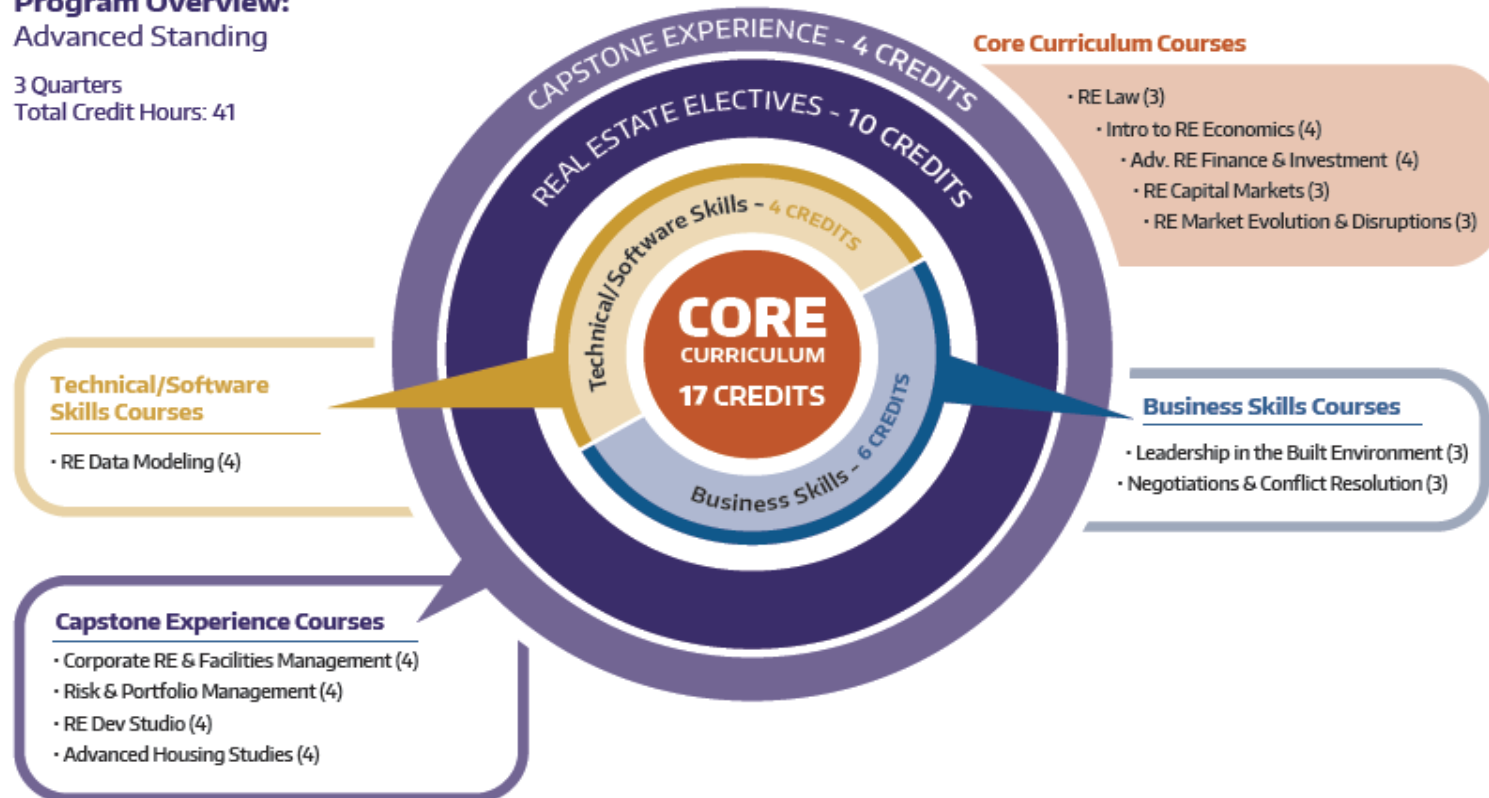 Program Overview:
Advanced Standing
3 Quarters
Total Credit Hours: 41
CAPSTONE EXPERIENCE - 4 CREDITS
REAL ESTATE ELECTIVES - 10 CREDITS
Technical/Software Skills - 4 CREDITS
CORE
CURRICULUM
17 CREDITS
Business Skills - 6 CREDITS
Core Curriculum Courses
• RE Law (3)
• Intro to RE Economics (4)
• Adv. RE Finance & Investment (4)
• RE Capital Markets (3)
• RE Market Evolution & Disruptions (3)
Technical/Software
Skills Courses
• RE Data Modeling (4)
Business Skills Courses
• Leadership in the Built Environment (3)
• Negotiations & Conflict Resolution (3)
Capstone Experience Courses
• Corporate RE & Facilities Management (4)
• Risk & Portfolio Management (4)
• RE Dev Studio (4)
• Advanced Housing Studies (4)